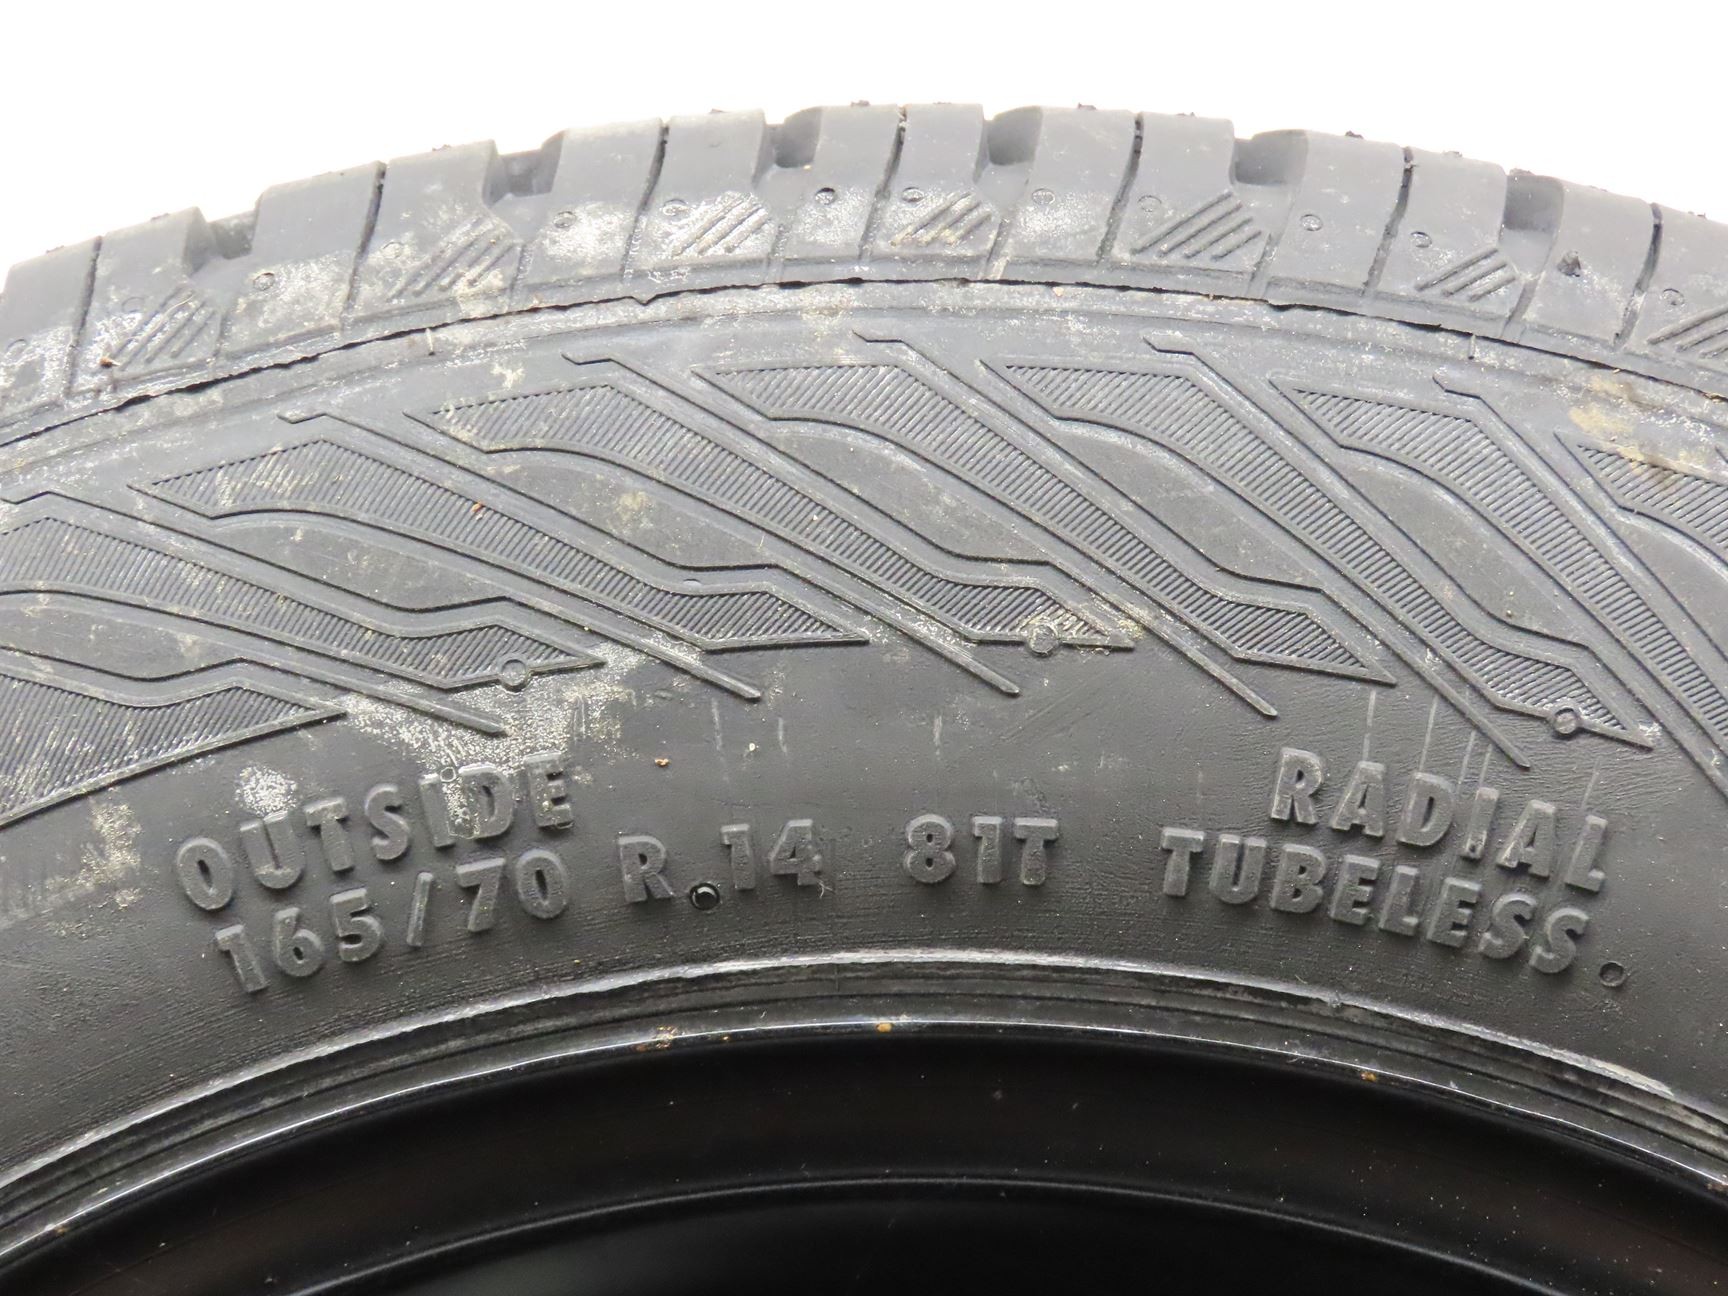 OUTSIDE
165/70 R 14 81T
RADIAL
TUBELESS